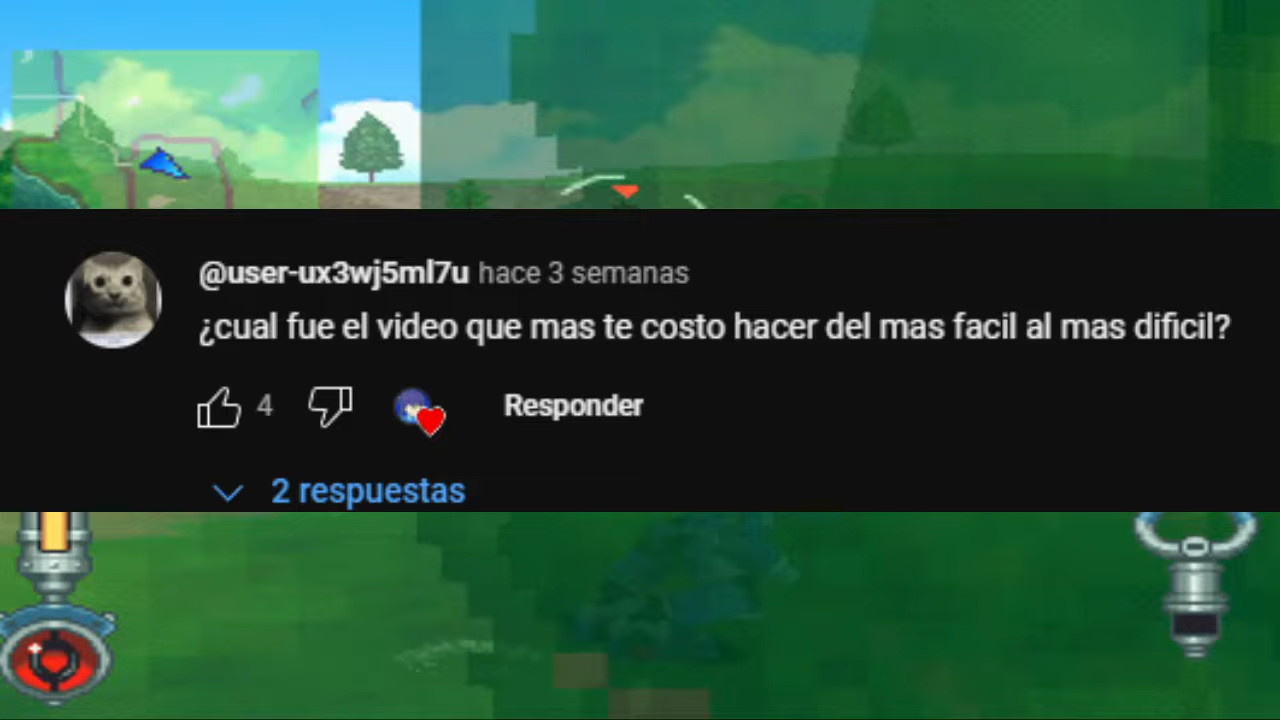 @user-ux3wj5ml7u hace 3 semanas
¿cual fue el video que mas te costo hacer del mas facil al mas dificil?
4
Responder
2 respuestas